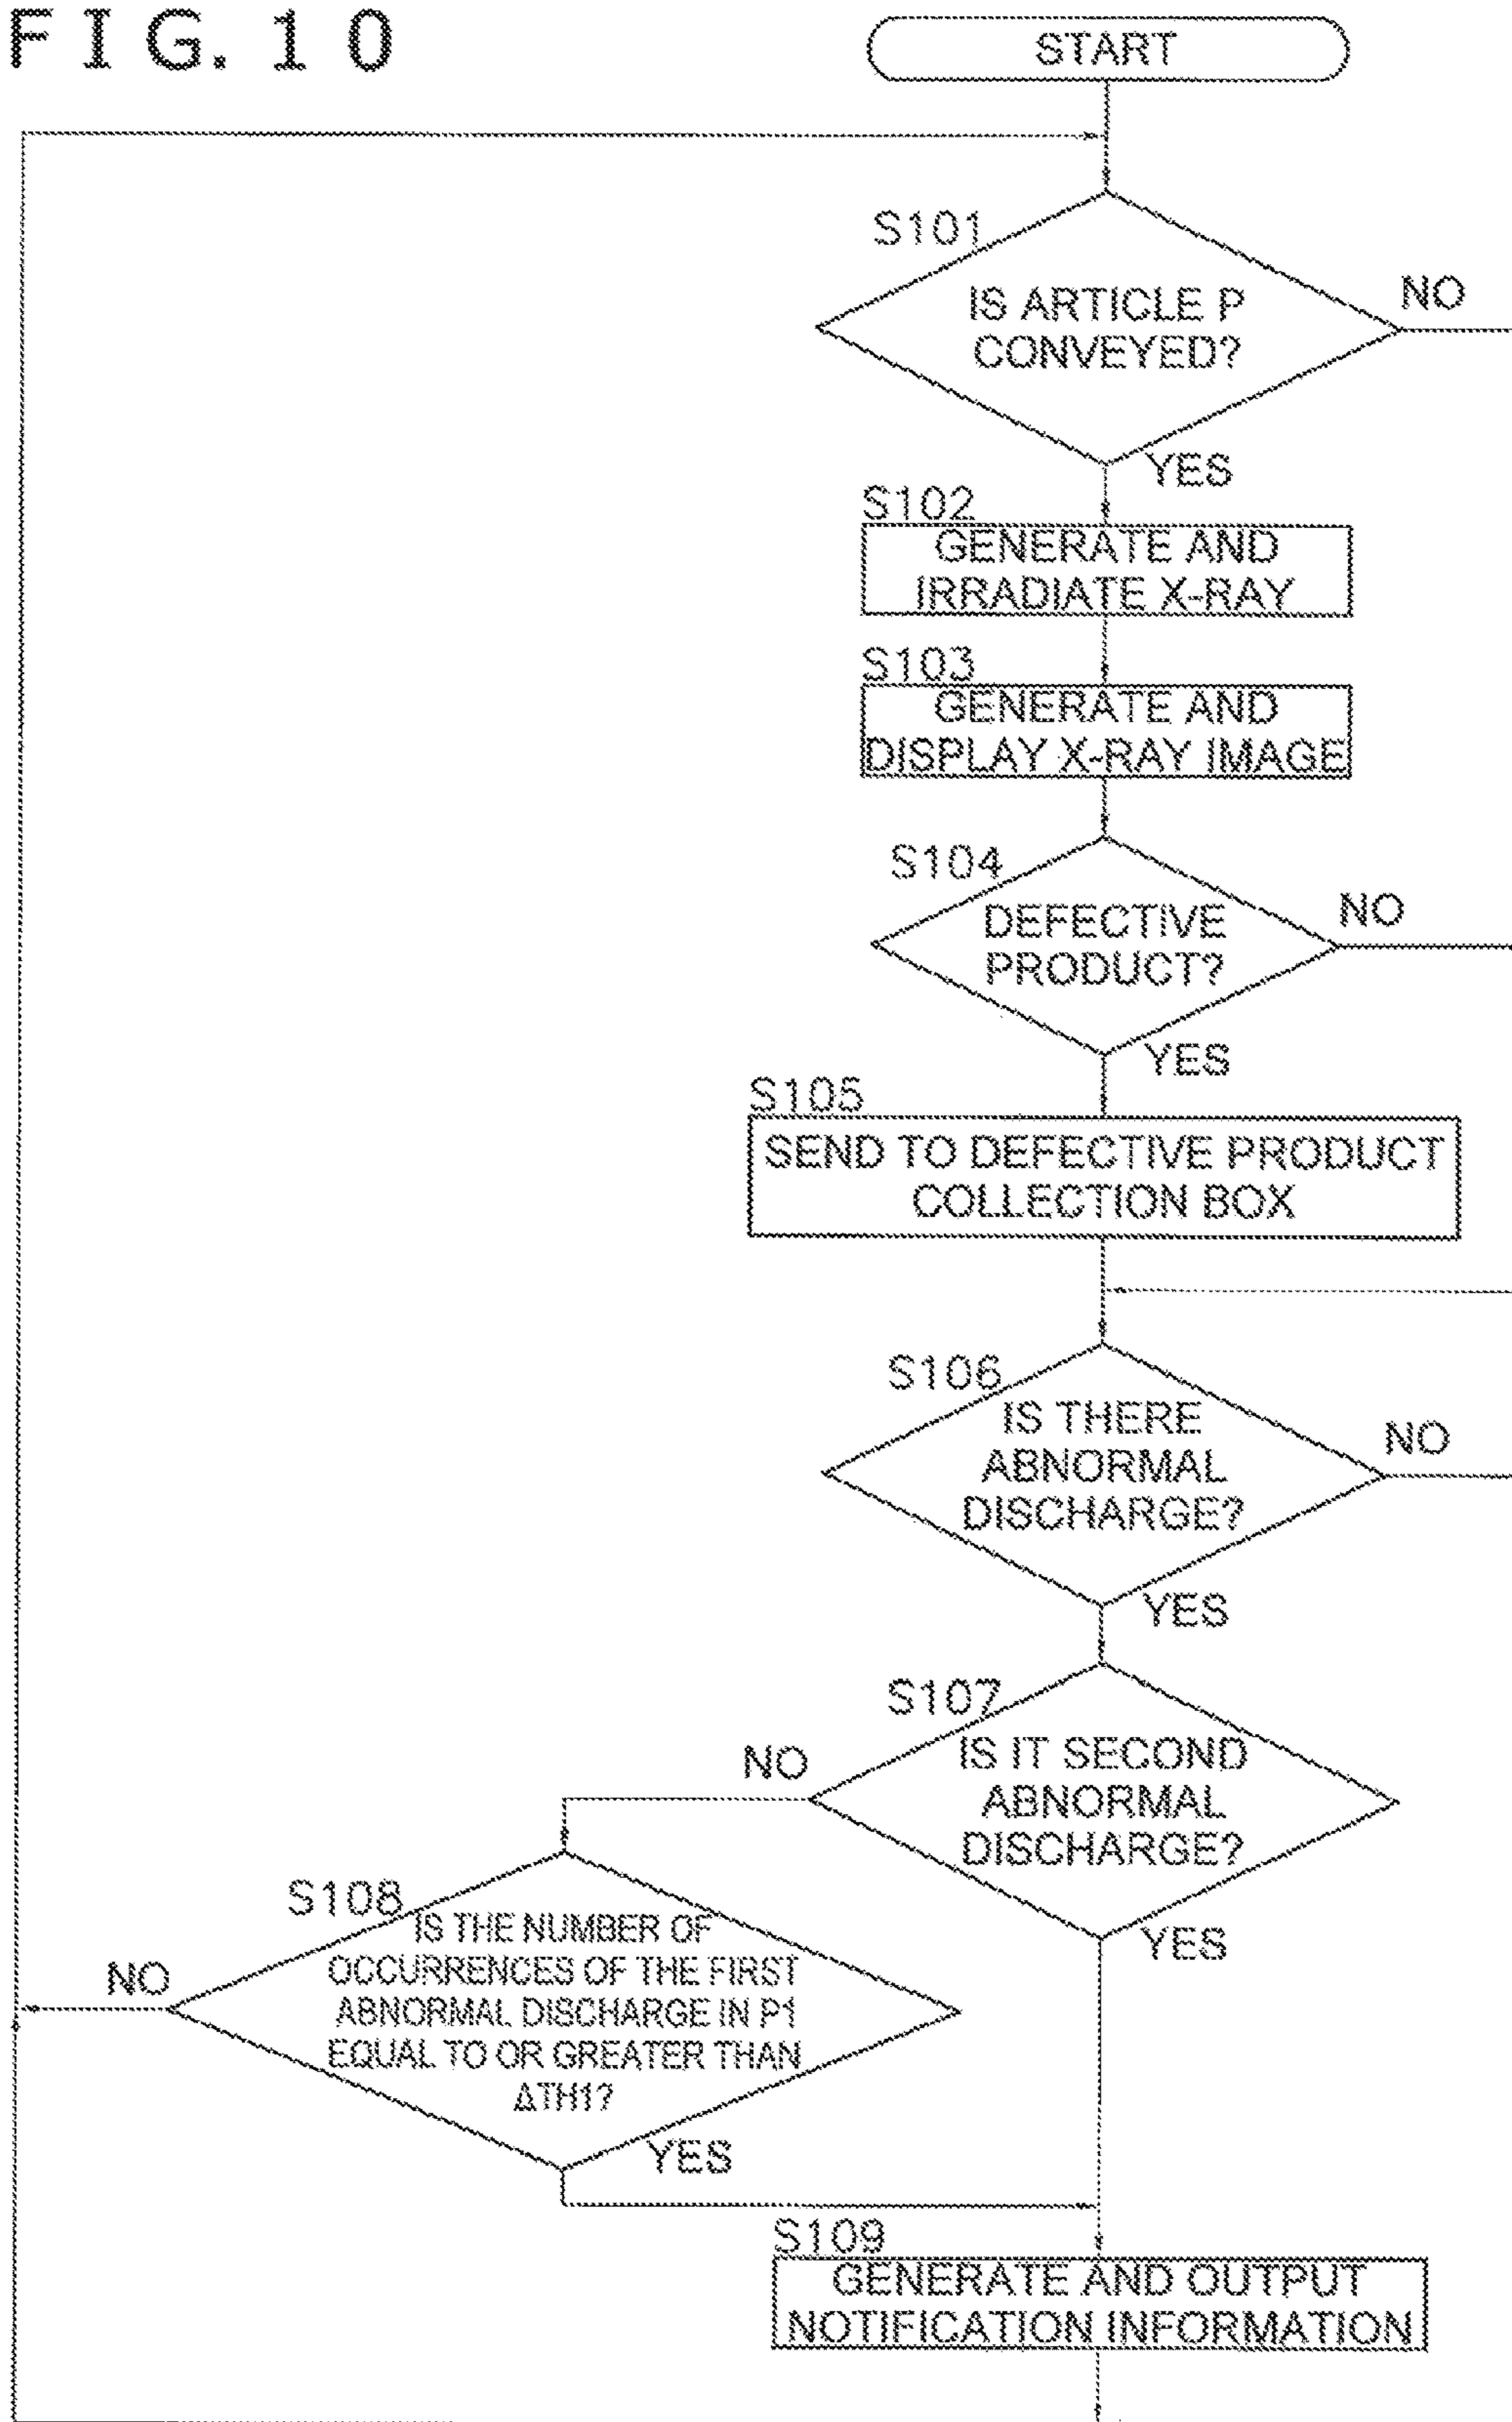 FIG. 10
START
S101
IS ARTICLE P
CONVEYED?
NO
YES
S102
GENERATE AND
IRRADIATE X-RAY
S103
GENERATE AND
DISPLAY X-RAY IMAGE
S104
DEFECTIVE
PRODUCT?
NO
YES
S105
SEND TO DEFECTIVE PRODUCT
COLLECTION BOX
S106
IS THERE
ABNORMAL
DISCHARGE?
NO
YES
S107
IS IT SECOND
ABNORMAL
DISCHARGE?
NO
YES
S108
IS THE NUMBER OF
OCCURRENCES OF THE FIRST
ABNORMAL DISCHARGE IN P1
EQUAL TO OR GREATER THAN
ΔTH1?
NO
YES
S109
GENERATE AND OUTPUT
NOTIFICATION INFORMATION